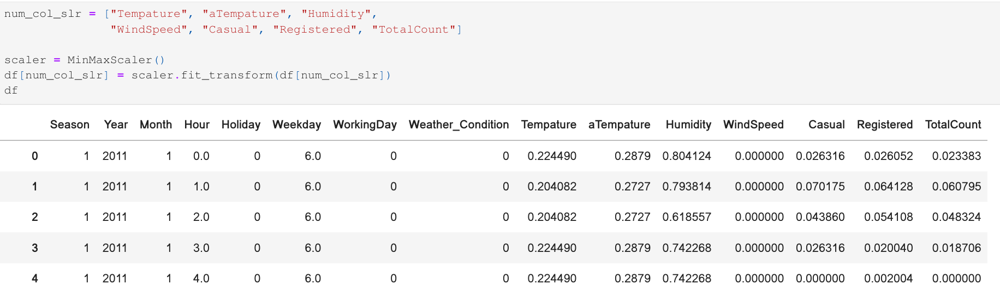 num_col_slr = ["Tempature", "aTempature", "Humidity",
"WindSpeed", "Casual", "Registered", "TotalCount"]
scaler = MinMaxScaler()
df[num_col_slr] = scaler.fit_transform(df[num_col_slr])
df
Season Year Month Hour Holiday Weekday WorkingDay Weather_Condition Tempature aTempature Humidity WindSpeed Casual Registered TotalCount
0 1 2011 1 0.0 0 6.0 0 0 0.224490 0.2879 0.804124 0.000000 0.026316 0.026052 0.023383
1 1 2011 1 1.0 0 6.0 0 0 0.204082 0.2727 0.793814 0.000000 0.070175 0.064128 0.060795
2 1 2011 1 2.0 0 6.0 0 0 0.204082 0.2727 0.618557 0.000000 0.043860 0.054108 0.048324
3 1 2011 1 3.0 0 6.0 0 0 0.224490 0.2879 0.742268 0.000000 0.026316 0.020040 0.018706
4 1 2011 1 4.0 0 6.0 0 0 0.224490 0.2879 0.742268 0.000000 0.000000 0.002004 0.000000